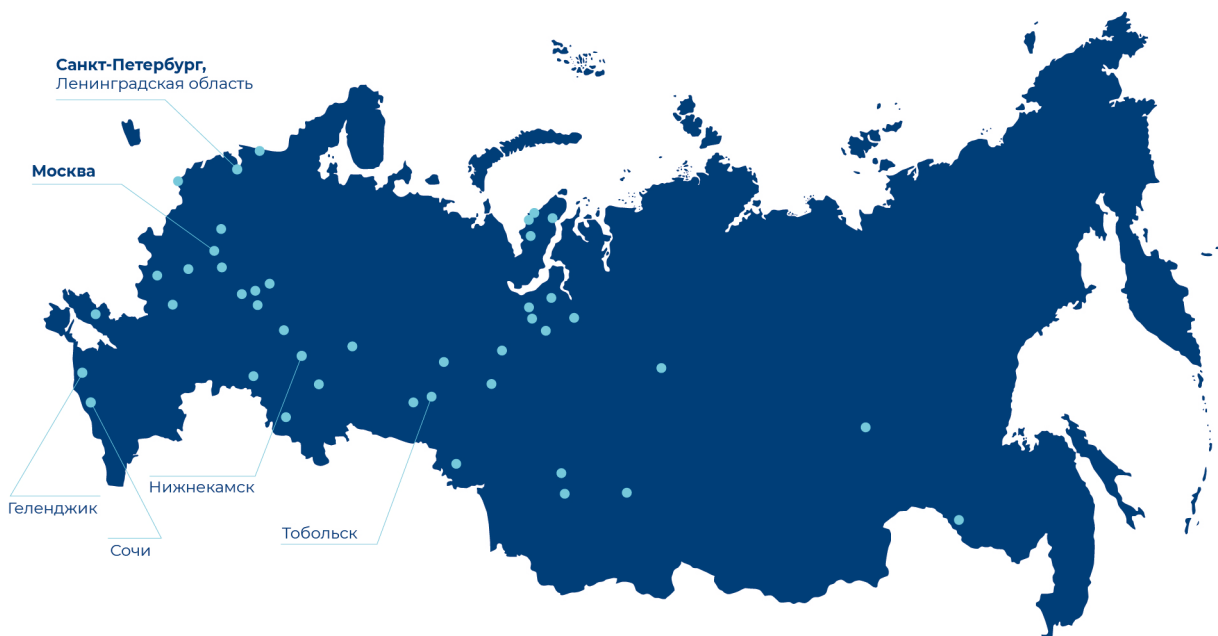 Санкт-Петербург,
Ленинградская область
Москва
Нижнекамск
Геленджик
Тобольск
Сочи